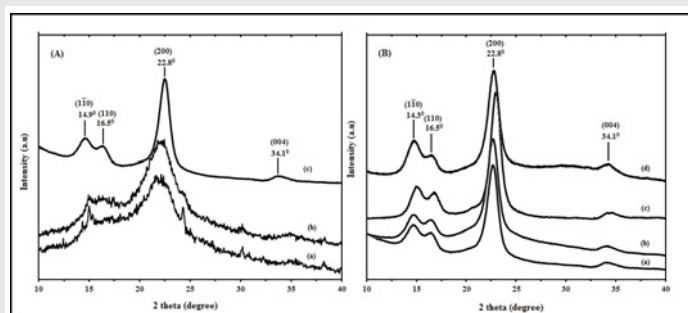 (A)
(200)
22.8⁰
(11̄0)
14.9⁰
(110)
16.5⁰
(004)
34.1⁰
(c)
(b)
(a)
Intensity (a.u)
10 15 20 25 30 35 40
2 theta (degree)
(B)
(200)
22.8⁰
(11̄0)
14.3⁰
(110)
16.5⁰
(004)
34.1⁰
(d)
(c)
(b)
(a)
Intensity (a.u)
10 15 20 25 30 35 40
2 theta (degree)